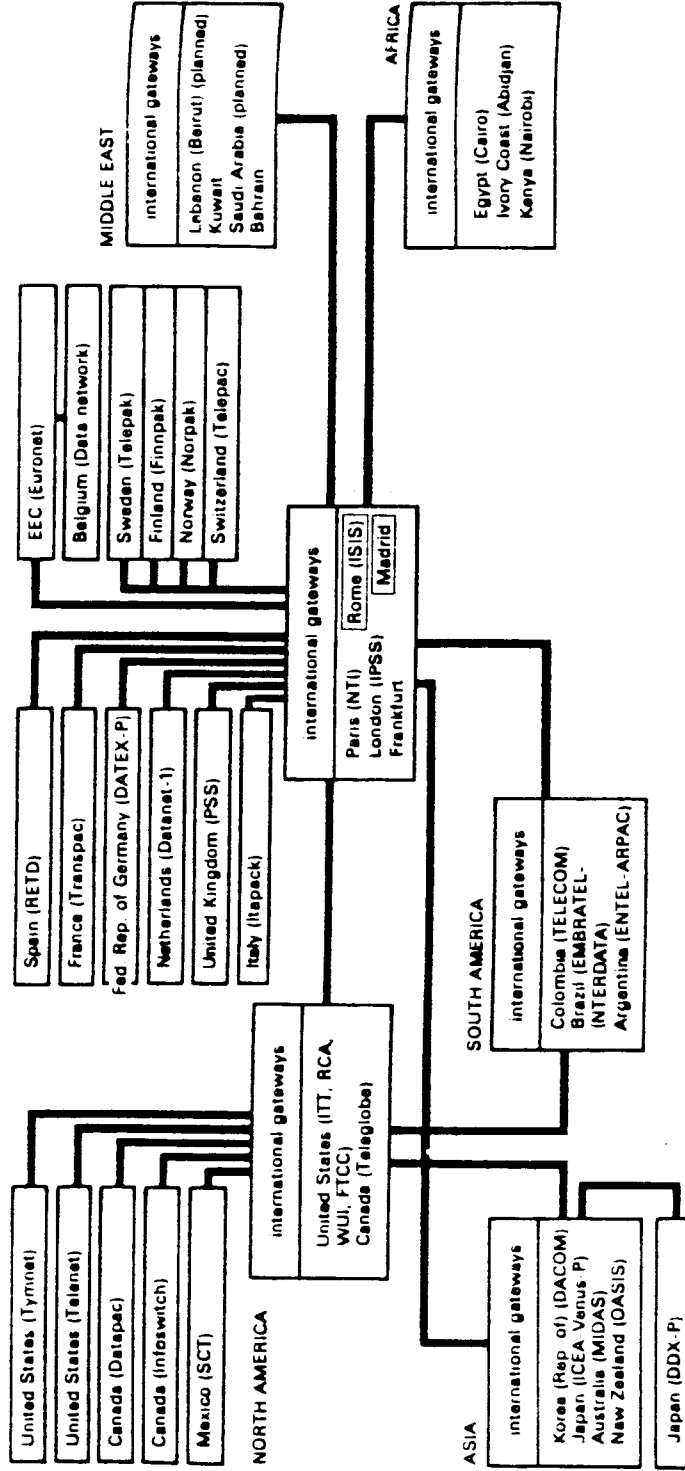 United States (Tymnet)
United States (Telenet)
Canada (Datapac)
Canada (Infoswitch)
Mexico (SCT)
NORTH AMERICA
international gateways
United States (ITT, RCA,
WUI, FTCC)
Canada (Teleglobe)
Spain (RETD)
France (Transpac)
Fed Rep. of Germany (DATEX-P)
Netherlands (Datanet-1)
United Kingdom (PSS)
Italy (Itapack)
EEC (Euronet)
Belgium (Data network)
Sweden (Telepak)
Finland (Finnpak)
Norway (Norpak)
Switzerland (Telepac)
international gateways
Paris (NTI)
London (IPSS)
Frankfurt
Rome (ISIS)
Madrid
MIDDLE EAST
international gateways
Lebanon (Beirut) (planned)
Kuwait
Saudi Arabia (planned)
Bahrain
AFRICA
international gateways
Egypt (Cairo)
Ivory Coast (Abidjan)
Kenya (Nairobi)
SOUTH AMERICA
international gateways
Colombia (TELECOM)
Brazil (EMBRATEL-
INTERDATA)
Argentina (ENTEL-ARPAC)
ASIA
international gateways
Korea (Rep of) (DACOM)
Japan (ICEA-Venus-P)
Australia (MIDAS)
New Zealand (OASIS)
Japan (DDX-P)